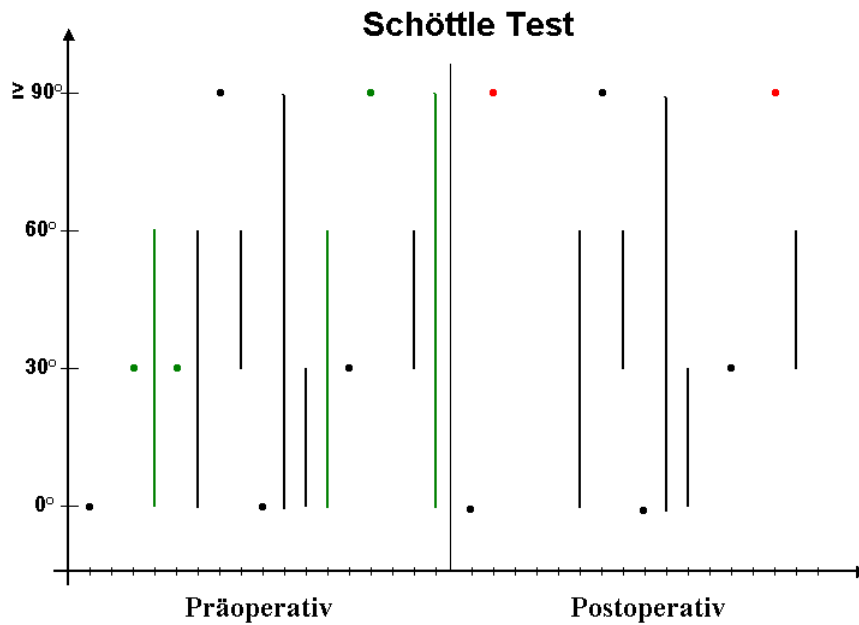 Schöttle Test
≥ 90°
60°
30°
0°
Präoperativ
Postoperativ